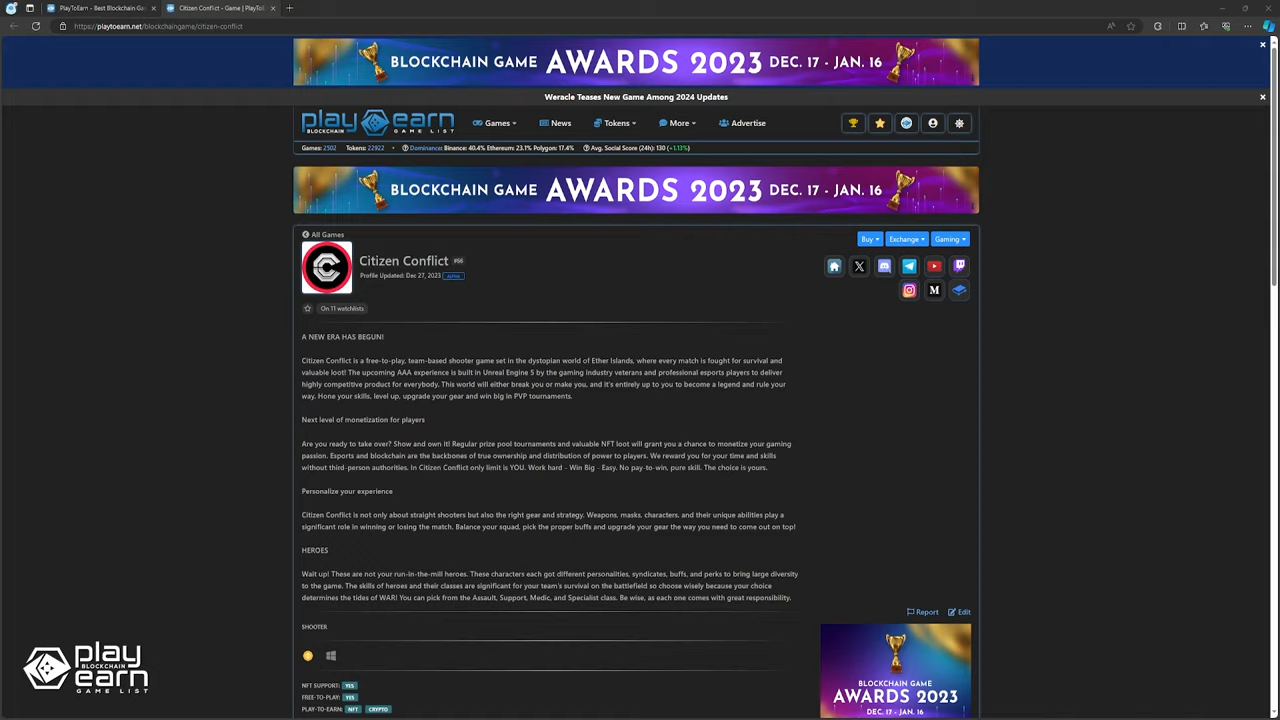 PlayToEarn - Best Blockchain Ga
Citizen Conflict - Game | PlayToE
https://playtoearn.net/blockchaingame/citizen-conflict
BLOCKCHAIN GAME AWARDS 2023 DEC. 17 - JAN. 16
Weracle Teases New Game Among 2024 Updates
play earn
BLOCKCHAIN GAME LIST
Games News Tokens More Advertise
Games: 2502 Tokens: 22922 • Dominance: Binance: 40.4% Ethereum: 23.1% Polygon: 17.4% Avg. Social Score (24h): 130 (+1.13%)
BLOCKCHAIN GAME AWARDS 2023 DEC. 17 - JAN. 16
All Games
Buy Exchange Gaming
Citizen Conflict #66
Profile Updated: Dec 27, 2023 ALPHA
On 11 watchlists
A NEW ERA HAS BEGUN!
Citizen Conflict is a free-to-play, team-based shooter game set in the dystopian world of Ether Islands, where every match is fought for survival and
valuable loot! The upcoming AAA experience is built in Unreal Engine 5 by the gaming industry veterans and professional esports players to deliver
highly competitive product for everybody. This world will either break you or make you, and it's entirely up to you to become a legend and rule your
way. Hone your skills, level up, upgrade your gear and win big in PVP tournaments.
Next level of monetization for players
Are you ready to take over? Show and own it! Regular prize pool tournaments and valuable NFT loot will grant you a chance to monetize your gaming
passion. Esports and blockchain are the backbones of true ownership and distribution of power to players. We reward you for your time and skills
without third-person authorities. In Citizen Conflict only limit is YOU. Work hard - Win Big - Easy. No pay-to-win, pure skill. The choice is yours.
Personalize your experience
Citizen Conflict is not only about straight shooters but also the right gear and strategy. Weapons, masks, characters, and their unique abilities play a
significant role in winning or losing the match. Balance your squad, pick the proper buffs and upgrade your gear the way you need to come out on top!
HEROES
Wait up! These are not your run-in-the-mill heroes. These characters each got different personalities, syndicates, buffs, and perks to bring large diversity
to the game. The skills of heroes and their classes are significant for your team's survival on the battlefield so choose wisely because your choice
determines the tides of WAR! You can pick from the Assault, Support, Medic, and Specialist class. Be wise, as each one comes with great responsibility.
Report Edit
SHOOTER
NFT SUPPORT: YES
FREE-TO-PLAY: YES
PLAY-TO-EARN: NFT CRYPTO
BLOCKCHAIN GAME
AWARDS 2023
DEC. 17 - JAN. 16
play
BLOCKCHAIN
earn
GAME LIST